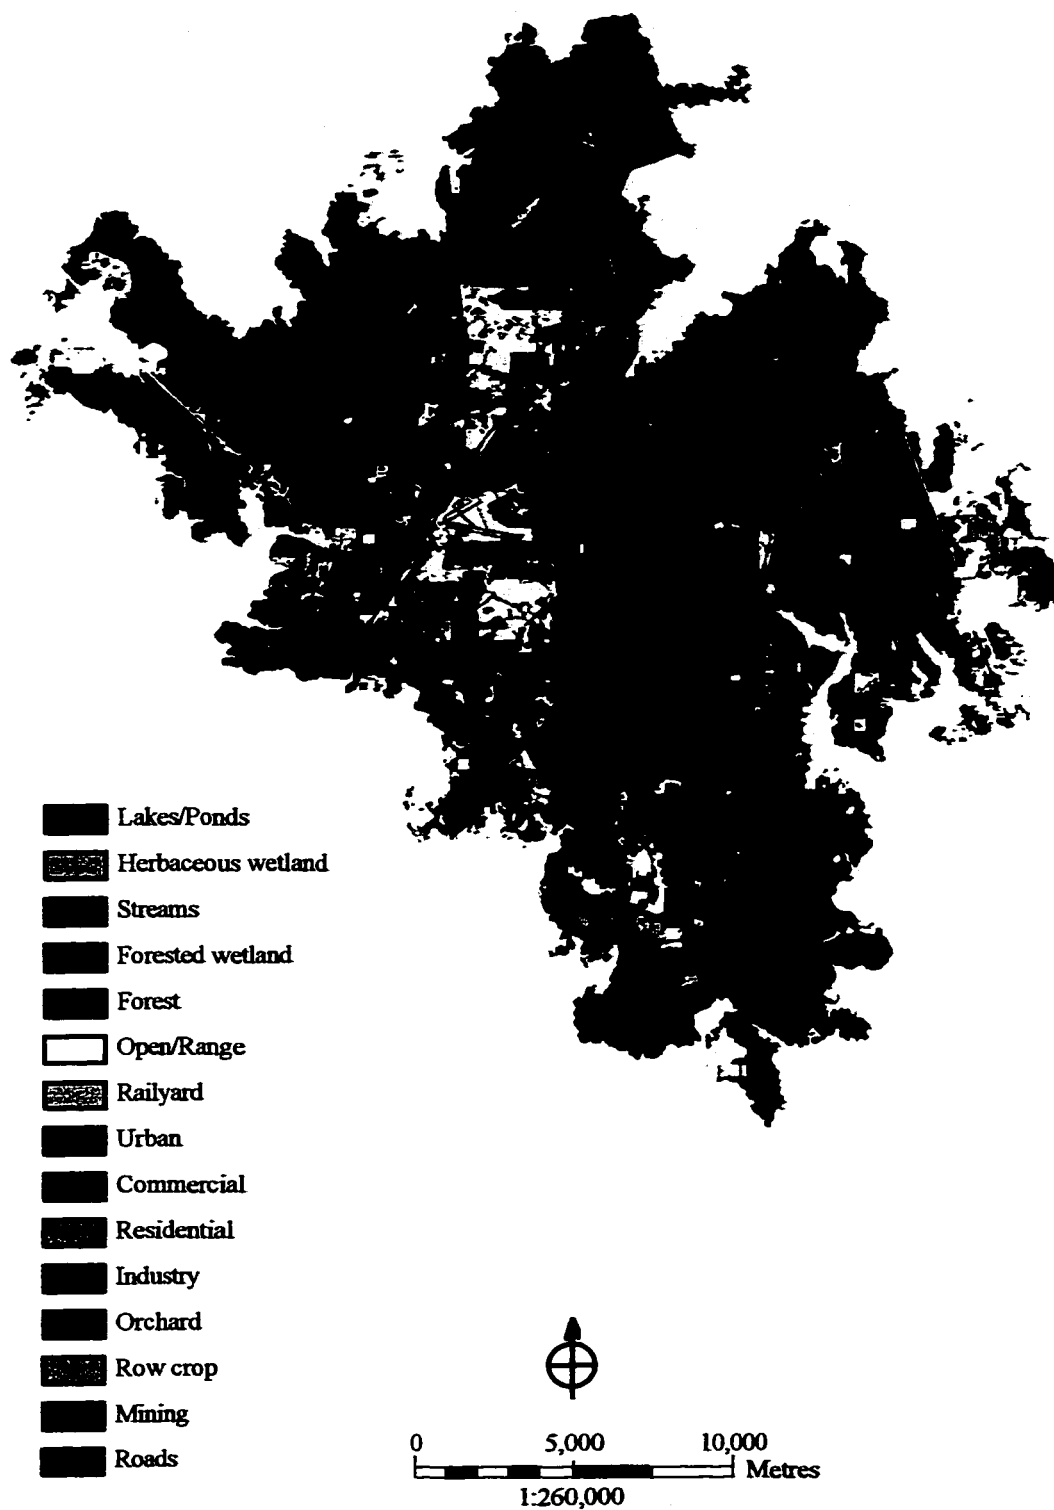 Lakes/Ponds
Herbaceous wetland
Streams
Forested wetland
Forest
Open/Range
Railyard
Urban
Commercial
Residential
Industry
Orchard
Row crop
Mining
Roads
0 5,000 10,000
Metres
1:260,000